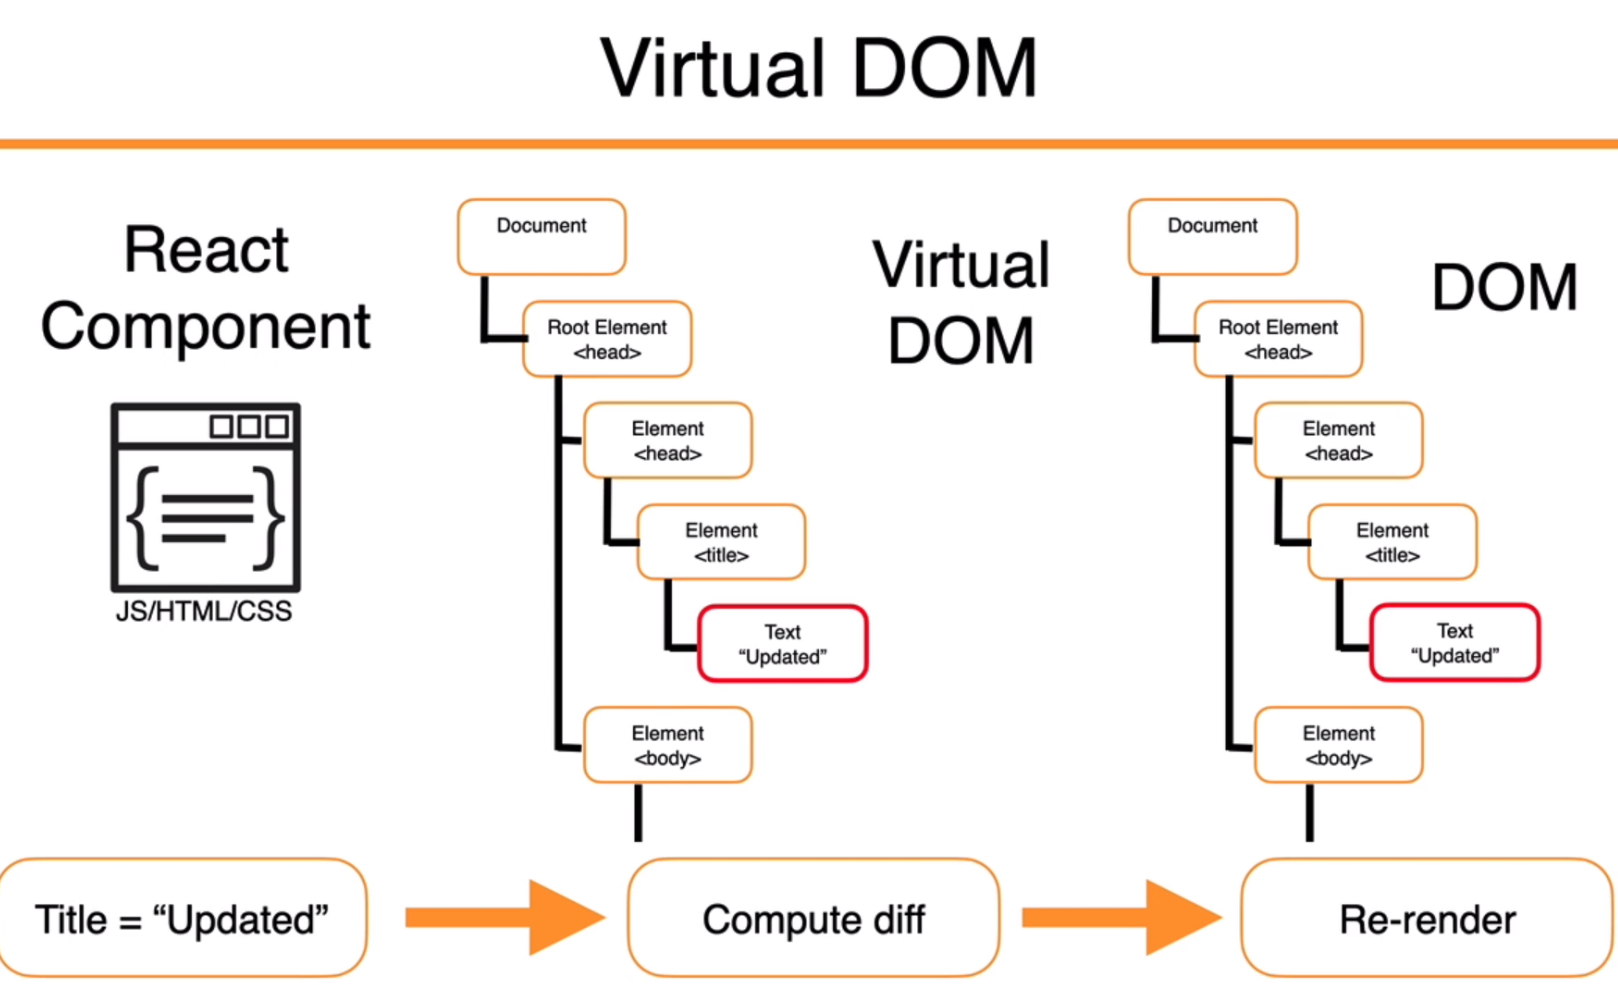 Virtual DOM
React
Component
JS/HTML/CSS
Document
Root Element
<head>
Element
<head>
Element
<title>
Text
“Updated”
Element
<body>
Virtual
DOM
Document
Root Element
<head>
Element
<head>
Element
<title>
Text
“Updated”
Element
<body>
DOM
Title = “Updated”
Compute diff
Re-render